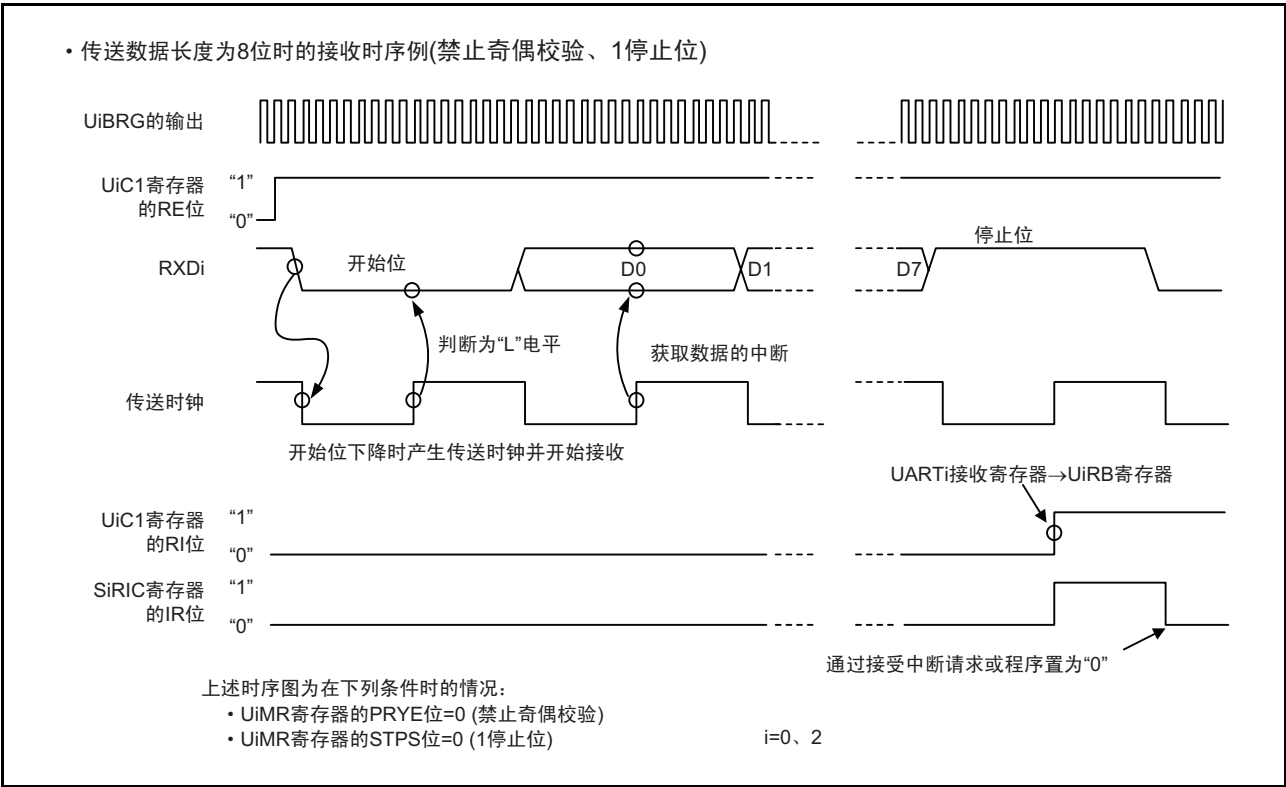 ・传送数据长度为8位时的接收时序例(禁止奇偶校验、1停止位)
UiBRG的输出
UiC1寄存器
的RE位
“1”
“0”
RXDi
开始位
D0
D1
D7
停止位
判断为“L”电平
获取数据的中断
传送时钟
开始位下降时产生传送时钟并开始接收
UARTi接收寄存器→UiRB寄存器
UiC1寄存器
的RI位
“1”
“0”
SiRIC寄存器
的IR位
“1”
“0”
通过接受中断请求或程序置为“0”
上述时序图为在下列条件时的情况：
・UiMR寄存器的PRYE位=0 (禁止奇偶校验)
・UiMR寄存器的STPS位=0 (1停止位)
i=0、2